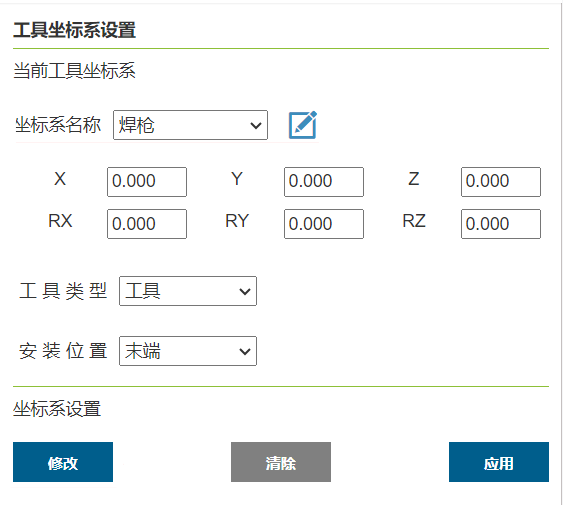 工具坐标系设置
当前工具坐标系
坐标系名称 焊枪
X 0.000 Y 0.000 Z 0.000
RX 0.000 RY 0.000 RZ 0.000
工具类型 工具
安装位置 末端
坐标系设置
修改 清除 应用